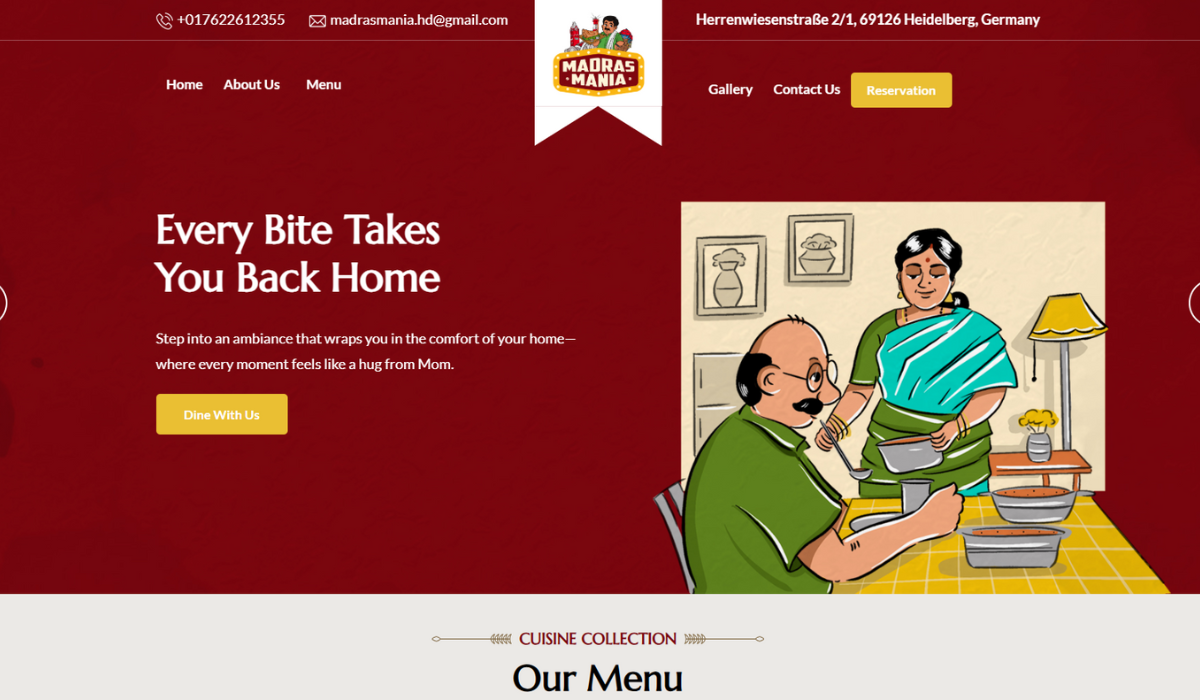 +017622612355
madrasmania.hd@gmail.com
Herrenwiesenstraße 2/1, 69126 Heidelberg, Germany
MADRAS
MANIA
Home
About Us
Menu
Gallery
Contact Us
Reservation
Every Bite Takes
You Back Home
Step into an ambiance that wraps you in the comfort of your home—
where every moment feels like a hug from Mom.
Dine With Us
CUISINE COLLECTION
Our Menu